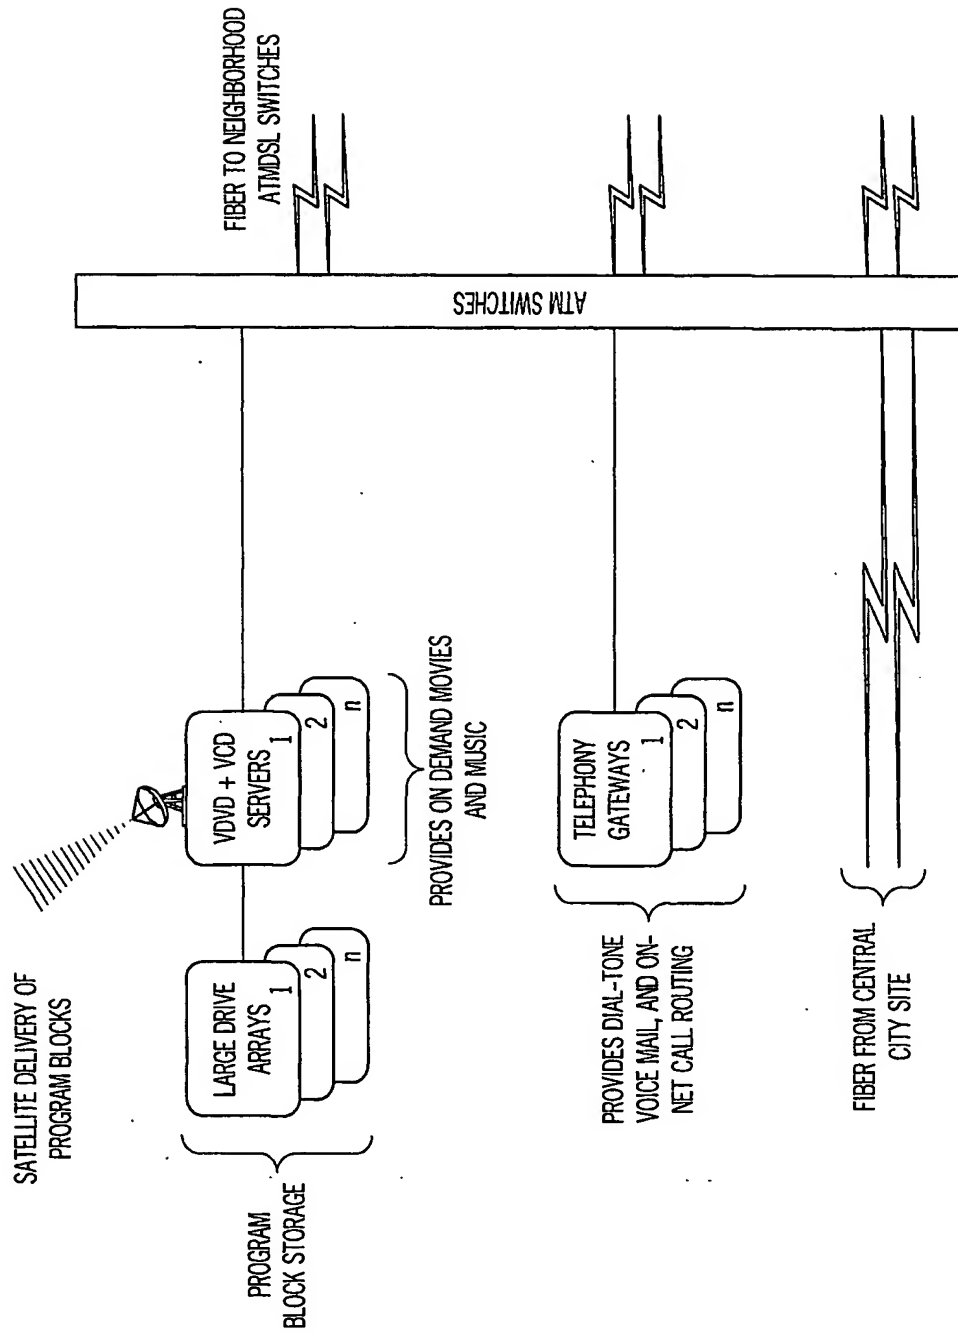 SATELLITE DELIVERY OF
PROGRAM BLOCKS
PROGRAM
BLOCK STORAGE
LARGE DRIVE
ARRAYS
1
2
n
VDVD + VCD
SERVERS
1
2
n
PROVIDES ON DEMAND MOVIES
AND MUSIC
FIBER TO NEIGHBORHOOD
ATMDSL SWITCHES
ATM SWITCHES
PROVIDES DIAL-TONE
VOICE MAIL, AND ON-
NET CALL ROUTING
TELEPHONY
GATEWAYS
1
2
n
FIBER FROM CENTRAL
CITY SITE